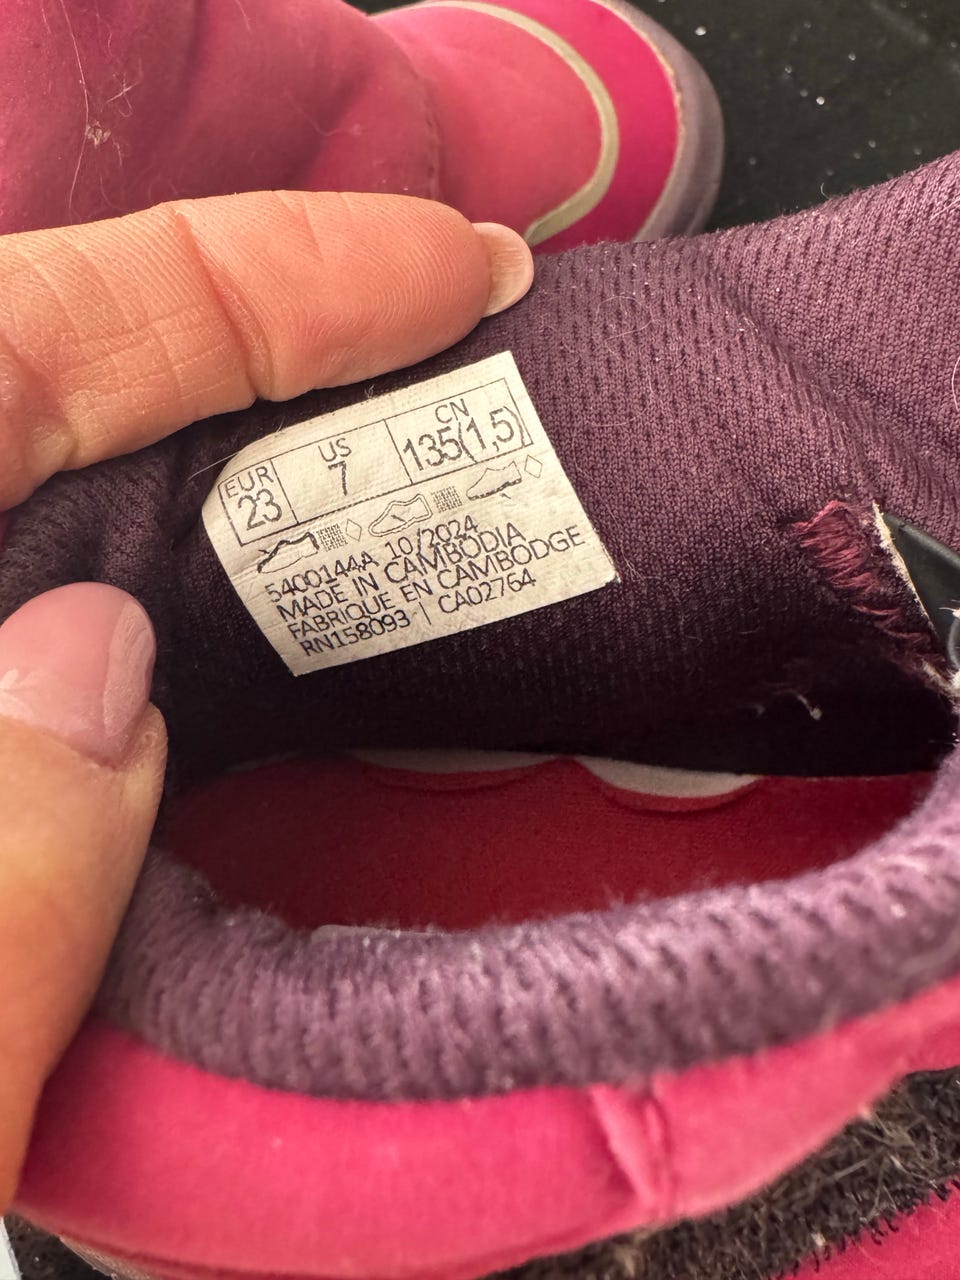 EUR US CN
23 7 135(1,5)
5400144A 10/2024
MADE IN CAMBODIA
FABRIQUE EN CAMBODGE
RN158093 | CA02764